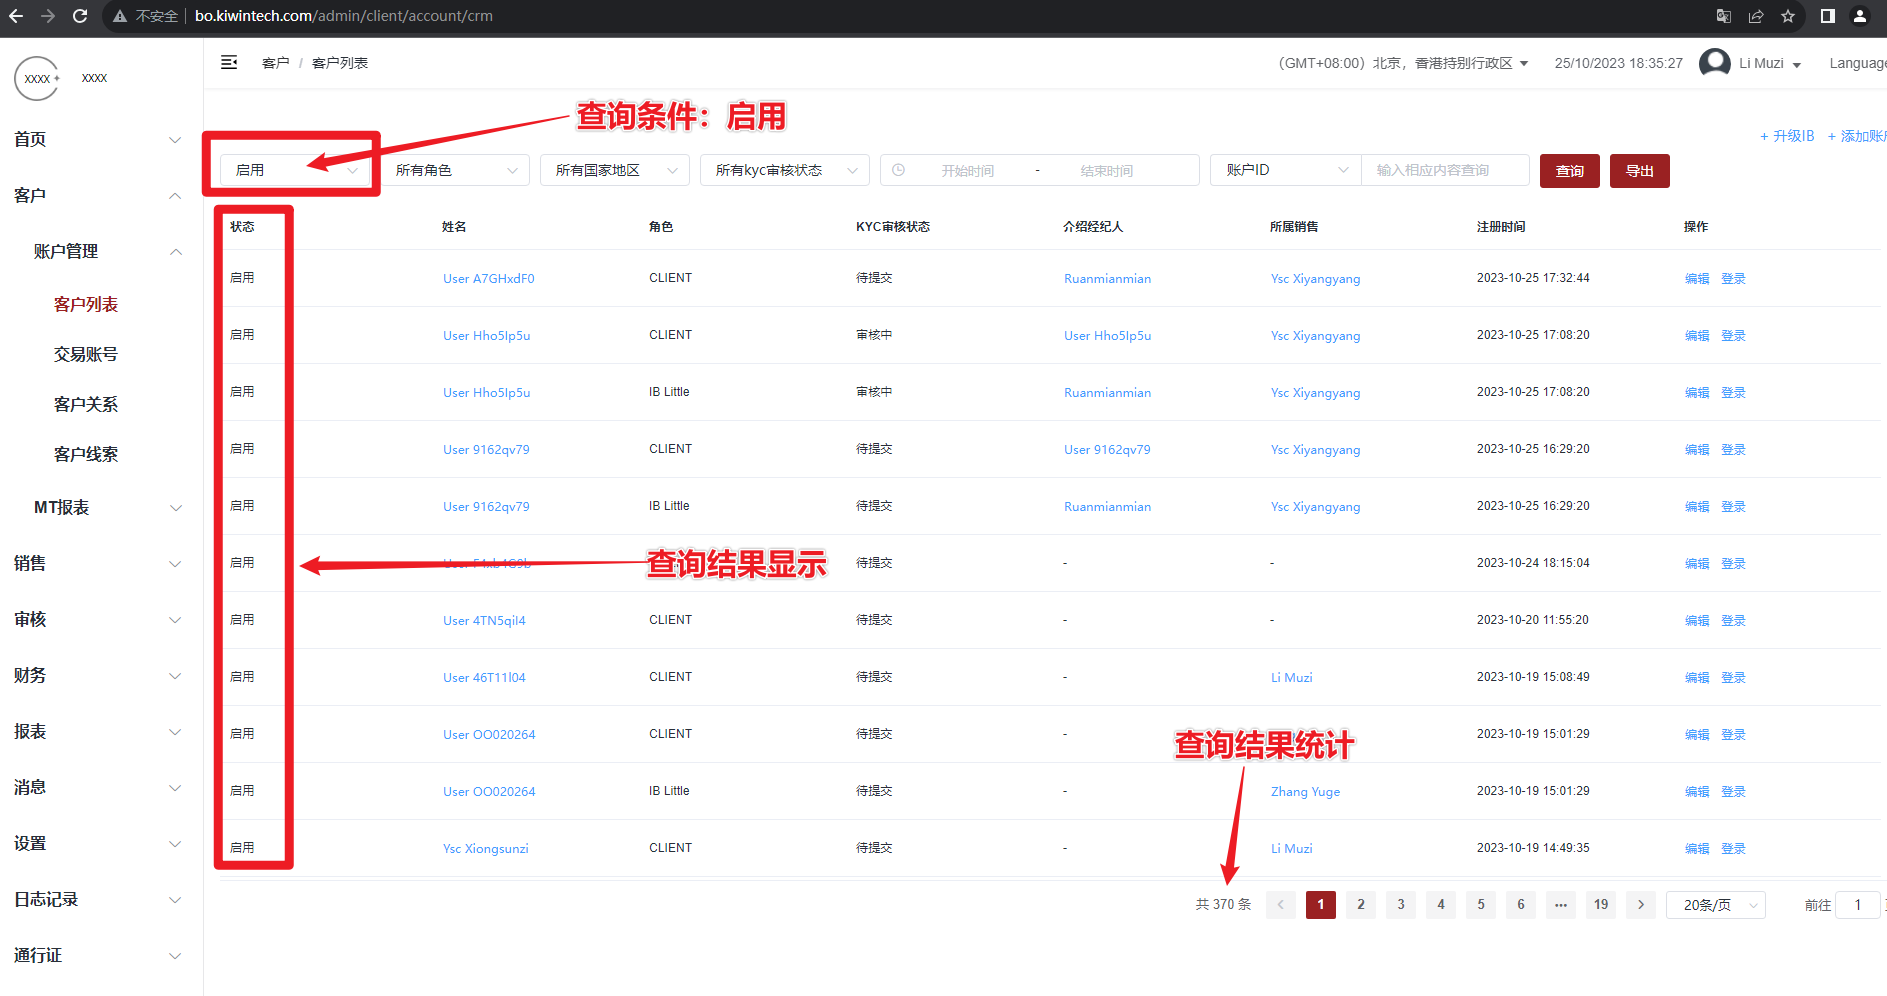 不安全 bo.kiwintech.com/admin/client/account/crm
XXXX XXXX
客户 / 客户列表
(GMT+08:00) 北京，香港持别行政区 25/10/2023 18:35:27 Li Muzi Language
查询条件：启用
+ 升级IB + 添加账
启用 所有角色 所有国家地区 所有kyc审核状态 开始时间 - 结束时间 账户ID 输入相应内容查询 查询 导出
首页
客户
账户管理
客户列表
交易账号
客户关系
客户线索
MT报表
销售
审核
财务
报表
消息
设置
日志记录
通行证
状态 姓名 角色 KYC审核状态 介绍经纪人 所属销售 注册时间 操作
启用 User A7GHxdF0 CLIENT 待提交 Ruanmianmian Ysc Xiyangyang 2023-10-25 17:32:44 编辑 登录
启用 User Hho5Ip5u CLIENT 审核中 User Hho5Ip5u Ysc Xiyangyang 2023-10-25 17:08:20 编辑 登录
启用 User Hho5Ip5u IB Little 审核中 Ruanmianmian Ysc Xiyangyang 2023-10-25 17:08:20 编辑 登录
启用 User 9162qv79 CLIENT 待提交 User 9162qv79 Ysc Xiyangyang 2023-10-25 16:29:20 编辑 登录
启用 User 9162qv79 IB Little 待提交 Ruanmianmian Ysc Xiyangyang 2023-10-25 16:29:20 编辑 登录
启用 User 待提交 - - 2023-10-24 18:15:04 编辑 登录
查询结果显示
启用 User 4TN5qiI4 CLIENT 待提交 - - 2023-10-20 11:55:20 编辑 登录
启用 User 46T11l04 CLIENT 待提交 - Li Muzi 2023-10-19 15:08:49 编辑 登录
启用 User OO020264 CLIENT 待提交 - 2023-10-19 15:01:29 编辑 登录
查询结果统计
启用 User OO020264 IB Little 待提交 - Zhang Yuge 2023-10-19 15:01:29 编辑 登录
启用 Ysc Xiongsunzi CLIENT 待提交 - Li Muzi 2023-10-19 14:49:35 编辑 登录
共 370 条 < 1 2 3 4 5 6 ••• 19 > 20条/页 前往 1